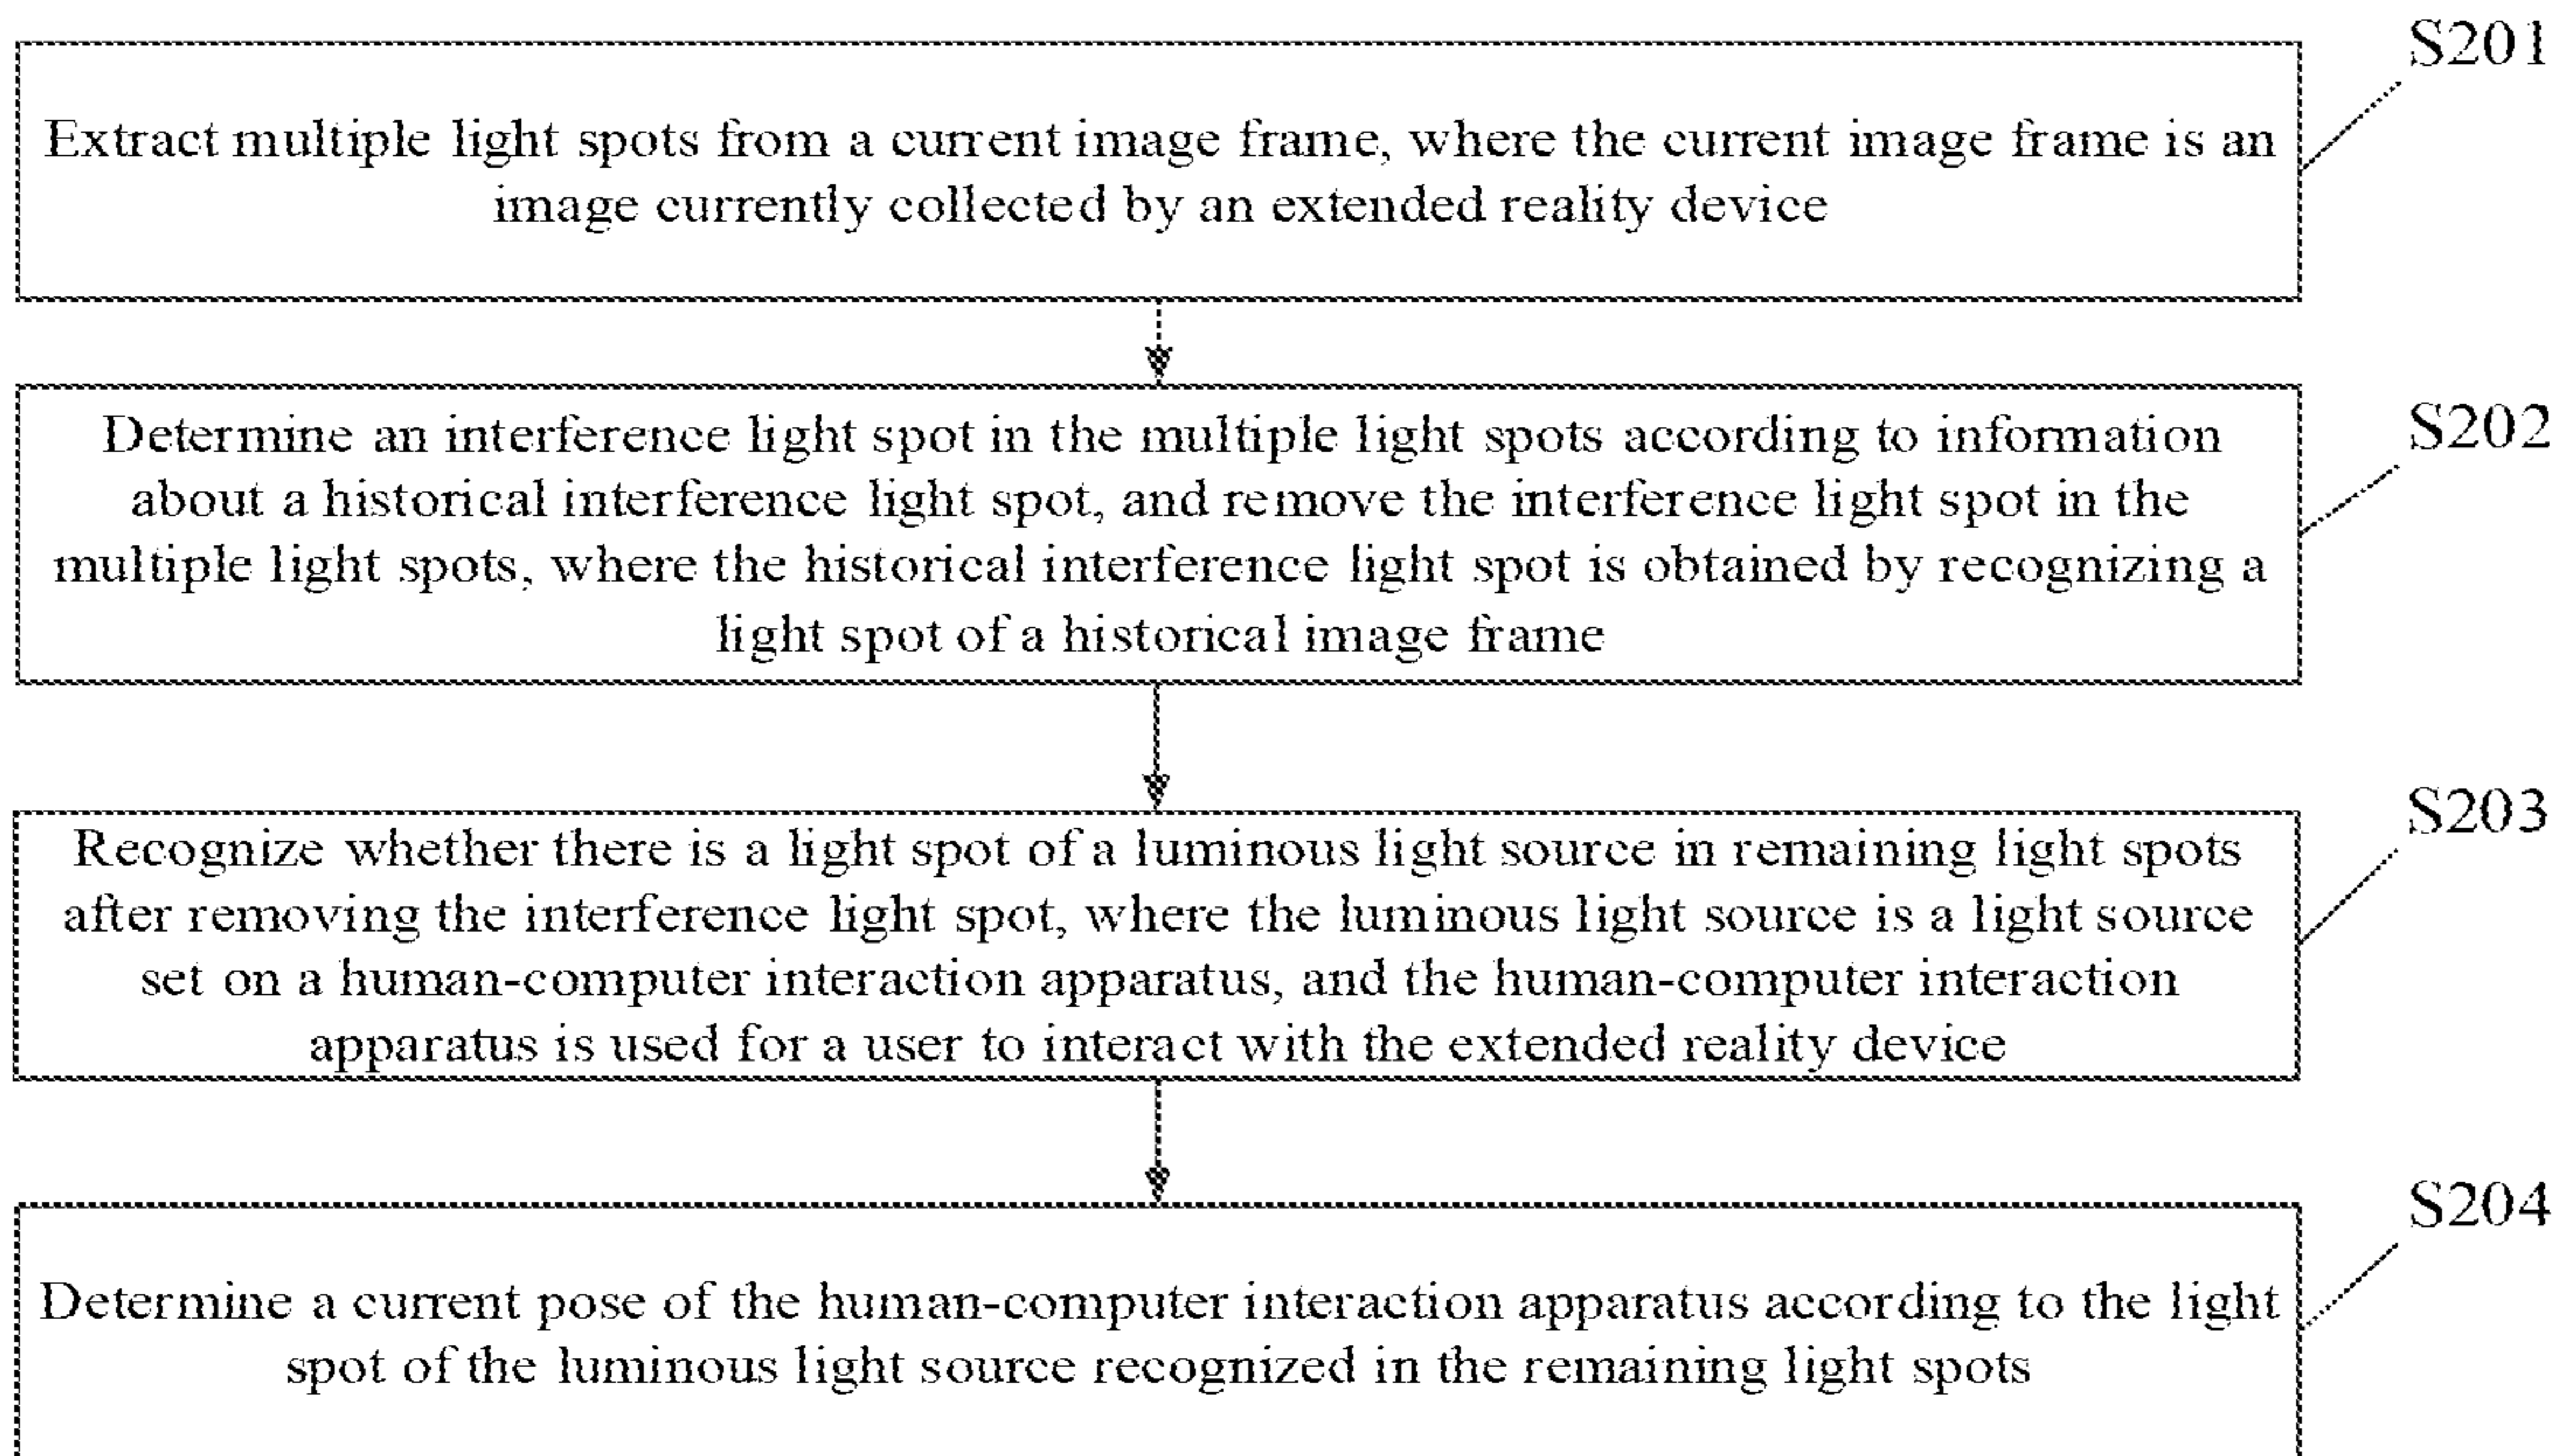 S201
Extract multiple light spots from a current image frame, where the current image frame is an
image currently collected by an extended reality device
S202
Determine an interference light spot in the multiple light spots according to information
about a historical interference light spot, and remove the interference light spot in the
multiple light spots, where the historical interference light spot is obtained by recognizing a
light spot of a historical image frame
S203
Recognize whether there is a light spot of a luminous light source in remaining light spots
after removing the interference light spot, where the luminous light source is a light source
set on a human-computer interaction apparatus, and the human-computer interaction
apparatus is used for a user to interact with the extended reality device
S204
Determine a current pose of the human-computer interaction apparatus according to the light
spot of the luminous light source recognized in the remaining light spots